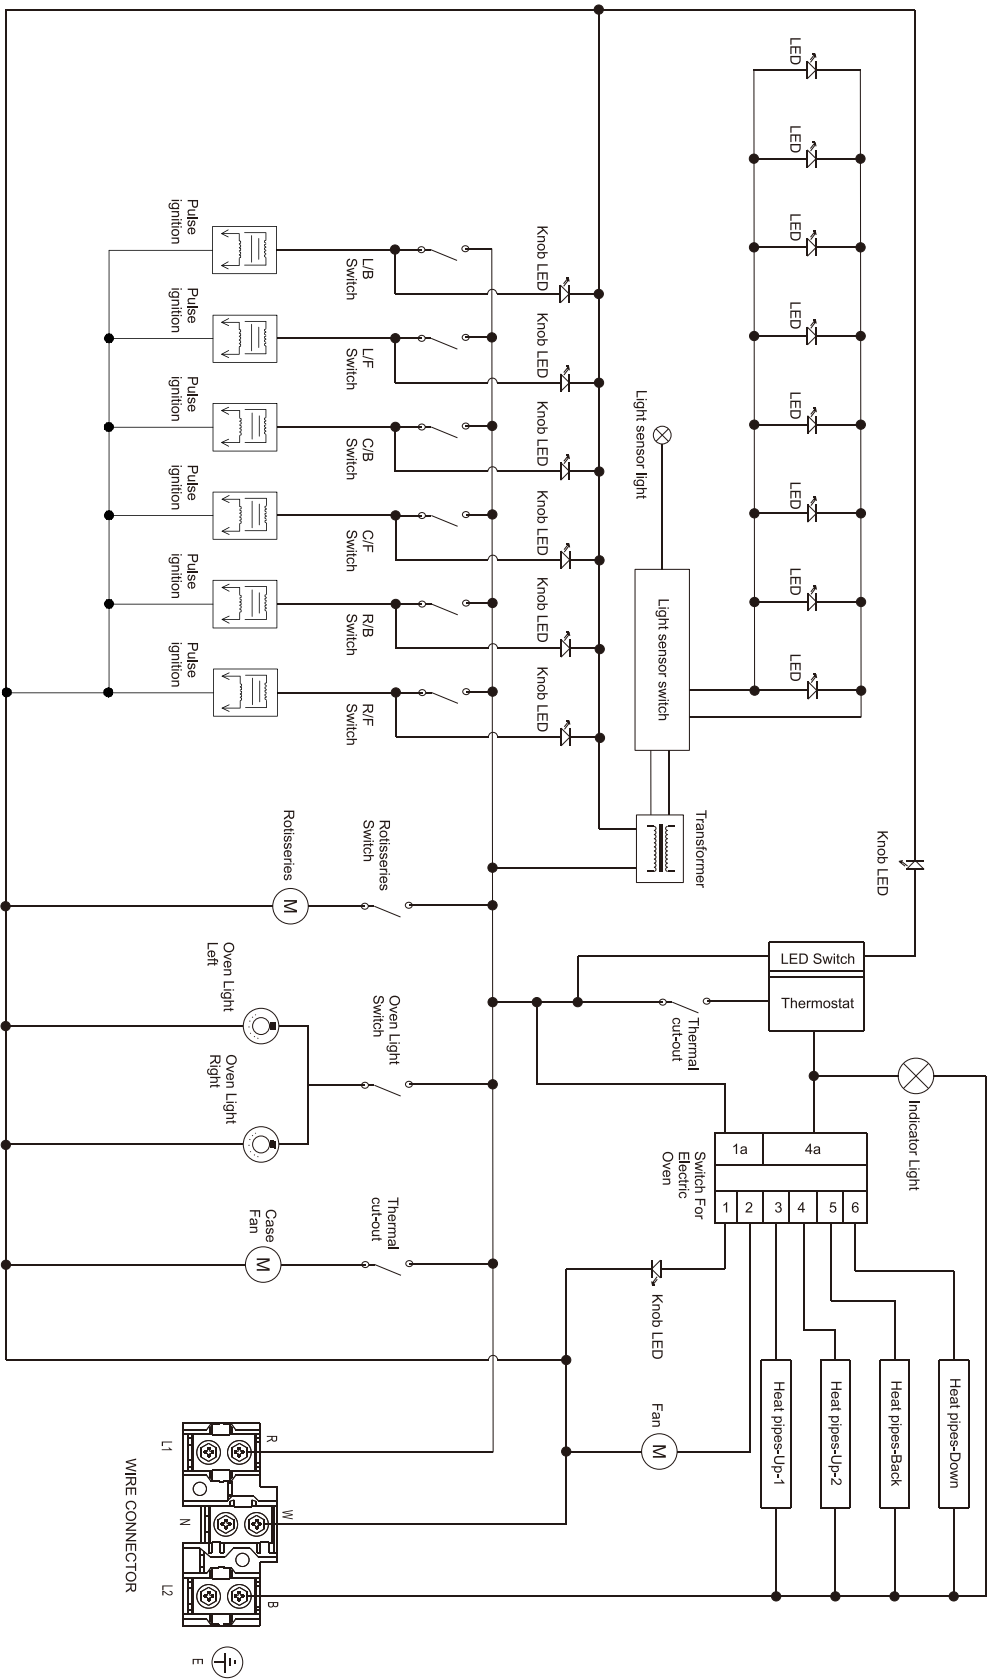 LED
LED
LED
LED
LED
LED
LED
LED
Knob LED
Knob LED
Knob LED
Knob LED
Knob LED
Knob LED
Pulse
ignition
Pulse
ignition
Pulse
ignition
Pulse
ignition
Pulse
ignition
Pulse
ignition
L/B
Switch
L/F
Switch
C/B
Switch
C/F
Switch
R/B
Switch
R/F
Switch
Light sensor light
Light sensor switch
Transformer
Knob LED
Rotisseries
M
Rotisseries
Switch
LED Switch
Thermostat
Thermal
cut-out
Oven Light
Left
Oven Light
Switch
Oven Light
Right
Indicator Light
1a
4a
Switch For
Electric
Oven
1
2
3
4
5
6
Case
Fan
M
Thermal
cut-out
Knob LED
Fan
M
Heat pipes-Up-1
Heat pipes-Up-2
Heat pipes-Back
Heat pipes-Down
WIRE CONNECTOR
L1
R
N
W
L2
B
E